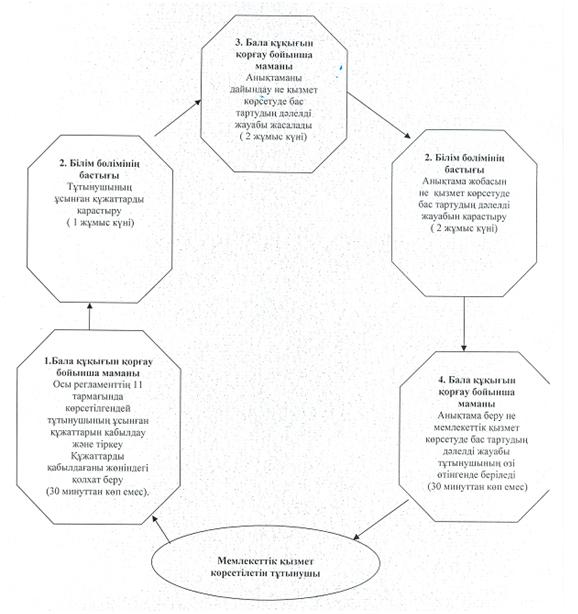 3. Бала құқығын
қорғау бойынша
маманы
Анықтаманы
дайындау не қызмет
көрсетуде бас
тартудың дәлелді
жауабы жасалады
( 2 жұмыс күні)
2. Білім бөлімінің
бастығы
Тұтынушының
ұсынған құжаттарды
қарастыру
( 1 жұмыс күні)
2. Білім бөлімінің
бастығы
Анықтама жобасын
не қызмет көрсетуде
бас тартудың дәлелді
жауабын қарастыру
( 2 жұмыс күні)
1.Бала құқығын қорғау
бойынша маманы
Осы регламенттің 11
тармағында
көрсетілгендей
тұтынушының ұсынған
құжаттарын қабылдау
және тіркеу
Құжаттарды
қабылдағаны жөніндегі
қолхат беру
(30 минуттан көп емес).
4. Бала құқығын
қорғау бойынша
маманы
Анықтама беру не
мемлекеттік қызмет
көрсетуде бас тартудың
дәлелді жауабы
тұтынушының өзі
өтінгенде беріледі
(30 минуттан көп емес)
Мемлекеттік қызмет
көрсетілетін тұтынушы